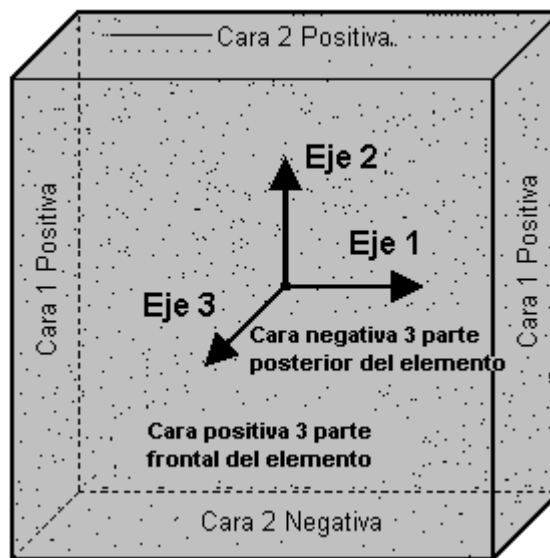 Cara 2 Positiva..
Eje 2
Cara 1 Positiva
Eje 1
Cara 1 Positiva
Eje 3
Cara negativa 3 parte
posterior del elemento
Cara positiva 3 parte
frontal del elemento
Cara 2 Negativa